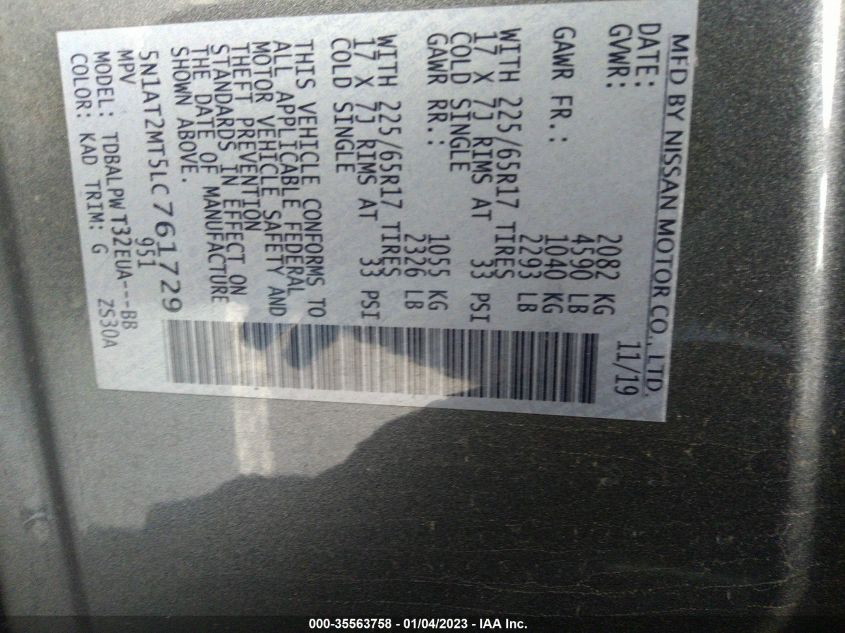 MFD BY NISSAN MOTOR CO., LTD.
DATE: 11/19
GVWR: 2082 KG
4590 LB
GAWR FR.: 1040 KG
2293 LB
WITH 225/65R17 TIRES
17 X 7J RIMS AT 33 PSI
COLD SINGLE
GAWR RR.: 1055 KG
2326 LB
WITH 225/65R17 TIRES
17 X 7J RIMS AT 33 PSI
COLD SINGLE
THIS VEHICLE CONFORMS TO
ALL APPLICABLE FEDERAL
MOTOR VEHICLE SAFETY AND
THEFT PREVENTION
STANDARDS IN EFFECT ON
THE DATE OF MANUFACTURE
SHOWN ABOVE.
5N1AT2MT5LC761729
MPV 951
MODEL: TDBALPW T32EUA---BB
COLOR: KAD TRIM: G ZS30A
000-35563758 - 01/04/2023 - IAA Inc.